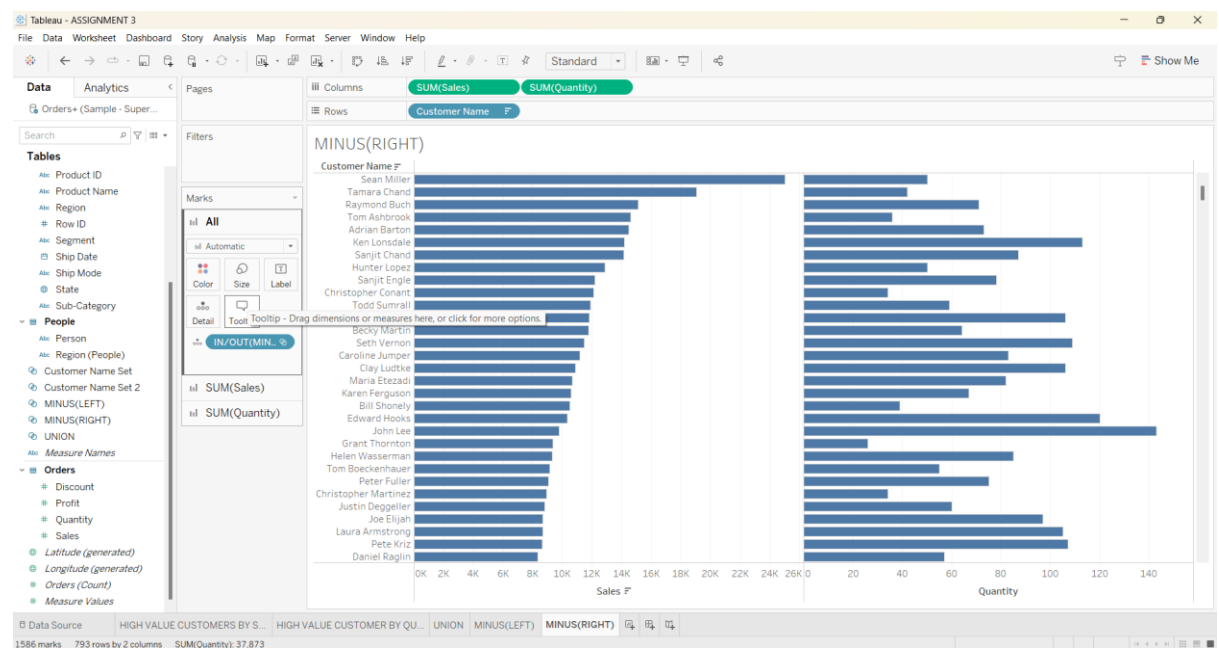 Tableau - ASSIGNMENT 3
File Data Worksheet Dashboard Story Analysis Map Format Server Window Help
Standard
Show Me
Data Analytics
Orders+ (Sample - Super...
Search
Tables
Abc Product ID
Abc Product Name
Abc Region
# Row ID
Abc Segment
Ship Date
Abc Ship Mode
State
Abc Sub-Category
People
Abc Person
Abc Region (People)
Customer Name Set
Customer Name Set 2
MINUS(LEFT)
MINUS(RIGHT)
UNION
Abc Measure Names
Orders
# Discount
# Profit
# Quantity
# Sales
Latitude (generated)
Longitude (generated)
# Orders (Count)
# Measure Values
Pages
Filters
Marks
All
Automatic
Color Size Label
Detail
Tooltip - Drag dimensions or measures here, or click for more options.
IN/OUT(MIN..
SUM(Sales)
SUM(Quantity)
Columns SUM(Sales) SUM(Quantity)
Rows Customer Name
MINUS(RIGHT)
Customer Name
Sean Miller
Tamara Chand
Raymond Buch
Tom Ashbrook
Adrian Barton
Ken Lonsdale
Sanjit Chand
Hunter Lopez
Sanjit Engle
Christopher Conant
Todd Sumrall
Becky Martin
Seth Vernon
Caroline Jumper
Clay Ludtke
Maria Etezadi
Karen Ferguson
Bill Shonely
Edward Hooks
John Lee
Grant Thornton
Helen Wasserman
Tom Boeckenhauer
Peter Fuller
Christopher Martinez
Justin Deggeller
Joe Elijah
Laura Armstrong
Pete Kriz
Daniel Raglin
0K 2K 4K 6K 8K 10K 12K 14K 16K 18K 20K 22K 24K 26K 0 20 40 60 80 100 120 140
Sales Quantity
Data Source HIGH VALUE CUSTOMERS BY S... HIGH VALUE CUSTOMER BY QU... UNION MINUS(LEFT) MINUS(RIGHT)
1586 marks 793 rows by 2 columns SUM(Quantity): 37,873